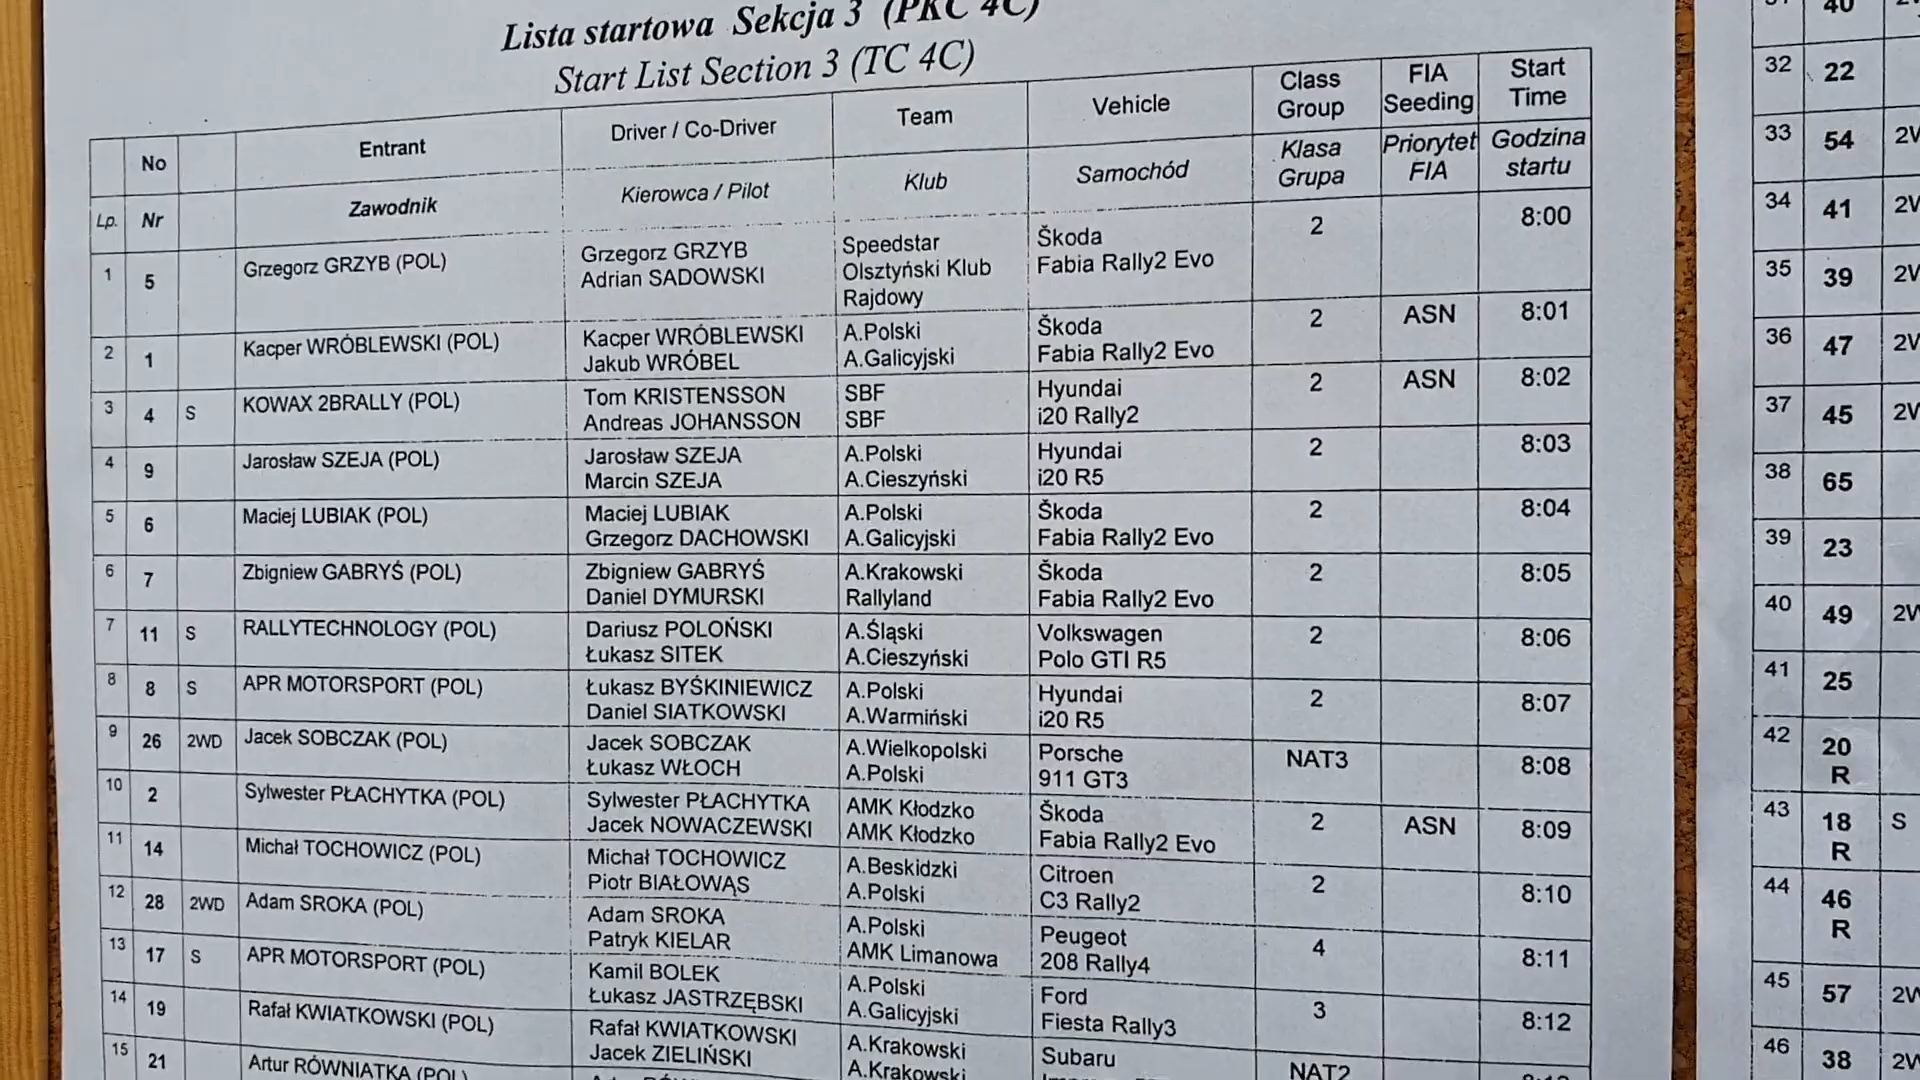 Lista startowa Sekcja 3 (PKC 4C)
Start List Section 3 (TC 4C)
No Entrant Driver / Co-Driver Team Vehicle Class Group FIA Seeding Start Time
Lp. Nr Zawodnik Kierowca / Pilot Klub Samochód Klasa Grupa Priorytet FIA Godzina startu
1 5 Grzegorz GRZYB (POL) Grzegorz GRZYB Speedstar Škoda 2 8:00
Adrian SADOWSKI Olsztyński Klub Fabia Rally2 Evo
Rajdowy
2 1 Kacper WRÓBLEWSKI (POL) Kacper WRÓBLEWSKI A.Polski Škoda 2 ASN 8:01
Jakub WRÓBEL A.Galicyjski Fabia Rally2 Evo
3 4 S KOWAX 2BRALLY (POL) Tom KRISTENSSON SBF Hyundai 2 ASN 8:02
Andreas JOHANSSON SBF i20 Rally2
4 9 Jarosław SZEJA (POL) Jarosław SZEJA A.Polski Hyundai 2 8:03
Marcin SZEJA A.Cieszyński i20 R5
5 6 Maciej LUBIAK (POL) Maciej LUBIAK A.Polski Škoda 2 8:04
Grzegorz DACHOWSKI A.Galicyjski Fabia Rally2 Evo
6 7 Zbigniew GABRYŚ (POL) Zbigniew GABRYŚ A.Krakowski Škoda 2 8:05
Daniel DYMURSKI Rallyland Fabia Rally2 Evo
7 11 S RALLYTECHNOLOGY (POL) Dariusz POLOŃSKI A.Śląski Volkswagen 2 8:06
Łukasz SITEK A.Cieszyński Polo GTI R5
8 8 S APR MOTORSPORT (POL) Łukasz BYŚKINIEWICZ A.Polski Hyundai 2 8:07
Daniel SIATKOWSKI A.Warmiński i20 R5
9 26 2WD Jacek SOBCZAK (POL) Jacek SOBCZAK A.Wielkopolski Porsche NAT3 8:08
Łukasz WŁOCH A.Polski 911 GT3
10 2 Sylwester PŁACHYTKA (POL) Sylwester PŁACHYTKA AMK Kłodzko Škoda 2 ASN 8:09
Jacek NOWACZEWSKI AMK Kłodzko Fabia Rally2 Evo
11 14 Michał TOCHOWICZ (POL) Michał TOCHOWICZ A.Beskidzki Citroen 2 8:10
Piotr BIAŁOWĄS A.Polski C3 Rally2
12 28 2WD Adam SROKA (POL) Adam SROKA A.Polski Peugeot 4 8:11
Patryk KIELAR AMK Limanowa 208 Rally4
13 17 S APR MOTORSPORT (POL) Kamil BOLEK A.Polski Ford 3 8:12
Łukasz JASTRZĘBSKI A.Galicyjski Fiesta Rally3
14 19 Rafał KWIATKOWSKI (POL) Rafał KWIATKOWSKI A.Krakowski Subaru NAT2
Jacek ZIELIŃSKI A.Krakowski
15 21 Artur RÓWNIATKA (POL)
40
32 22
33 54
34 41
35 39
36 47
37 45
38 65
39 23
40 49
41 25
42 20 R
43 18 R S
44 46 R
45 57
46 38